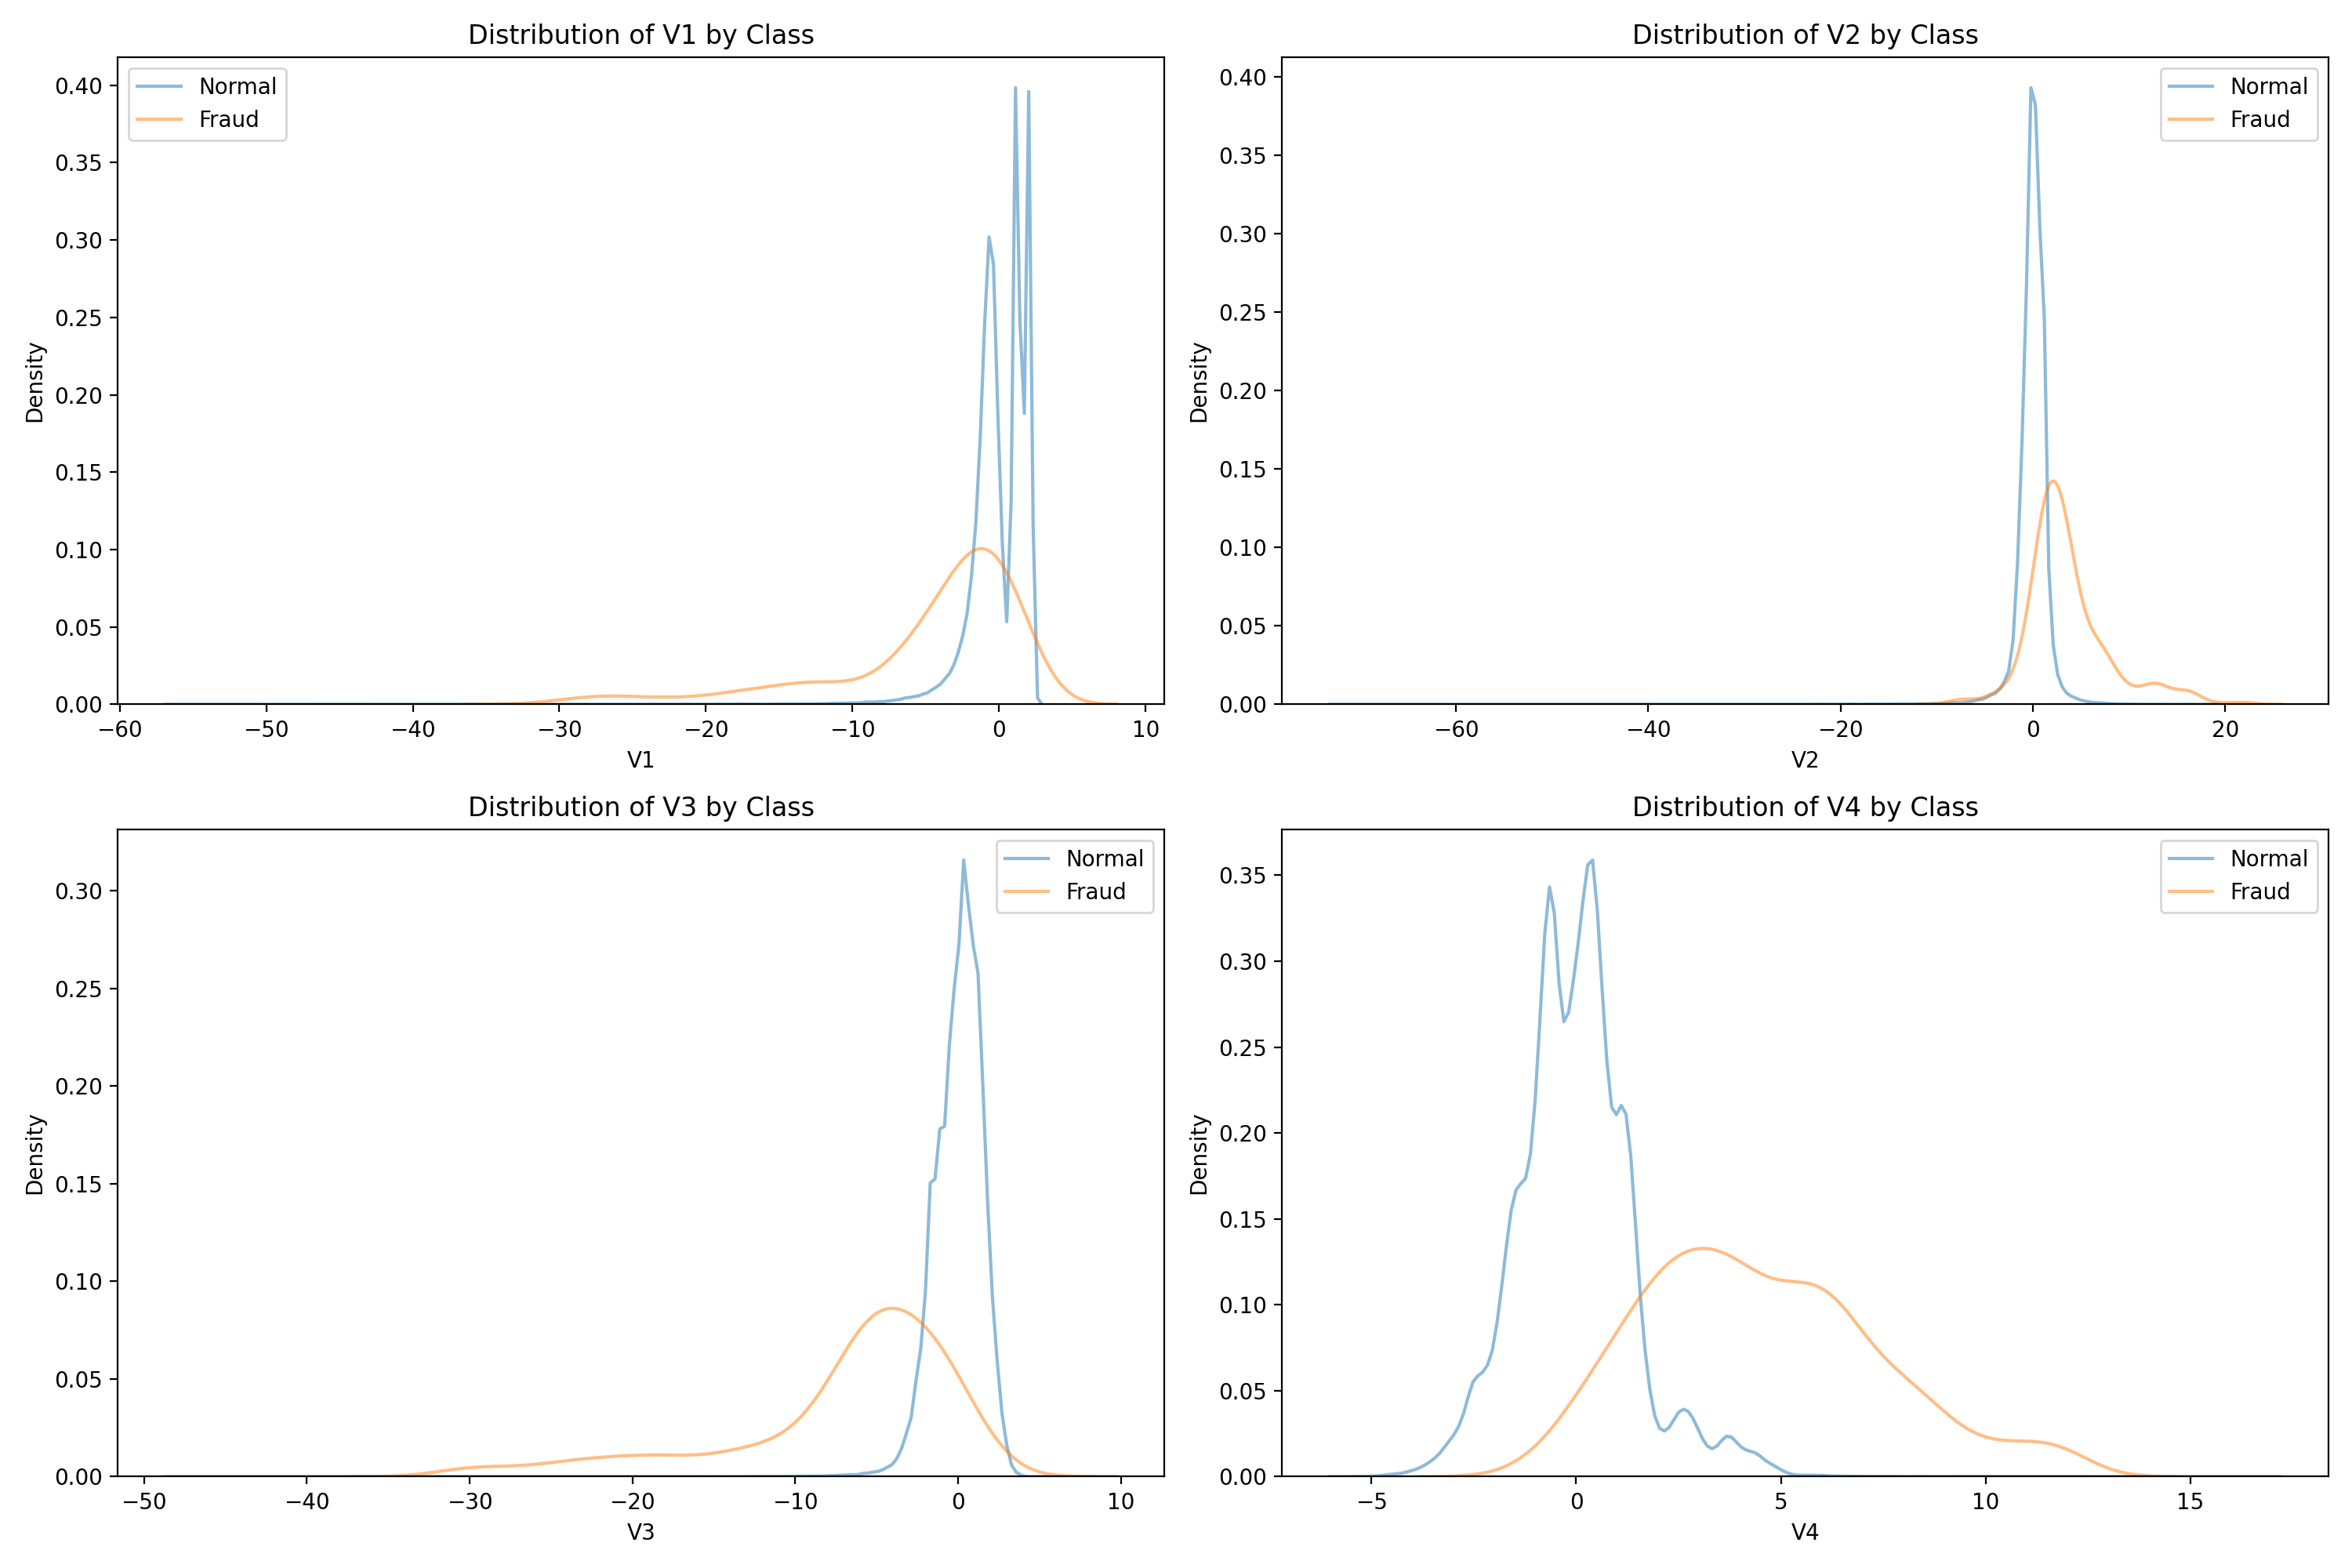 Distribution of V1 by Class
Normal
Fraud
0.40
0.35
0.30
0.25
0.20
0.15
0.10
0.05
0.00
Density
−60 −50 −40 −30 −20 −10 0 10
V1
Distribution of V2 by Class
Normal
Fraud
0.40
0.35
0.30
0.25
0.20
0.15
0.10
0.05
0.00
Density
−60 −40 −20 0 20
V2
Distribution of V3 by Class
Normal
Fraud
0.30
0.25
0.20
0.15
0.10
0.05
0.00
Density
−50 −40 −30 −20 −10 0 10
V3
Distribution of V4 by Class
Normal
Fraud
0.35
0.30
0.25
0.20
0.15
0.10
0.05
0.00
Density
−5 0 5 10 15
V4